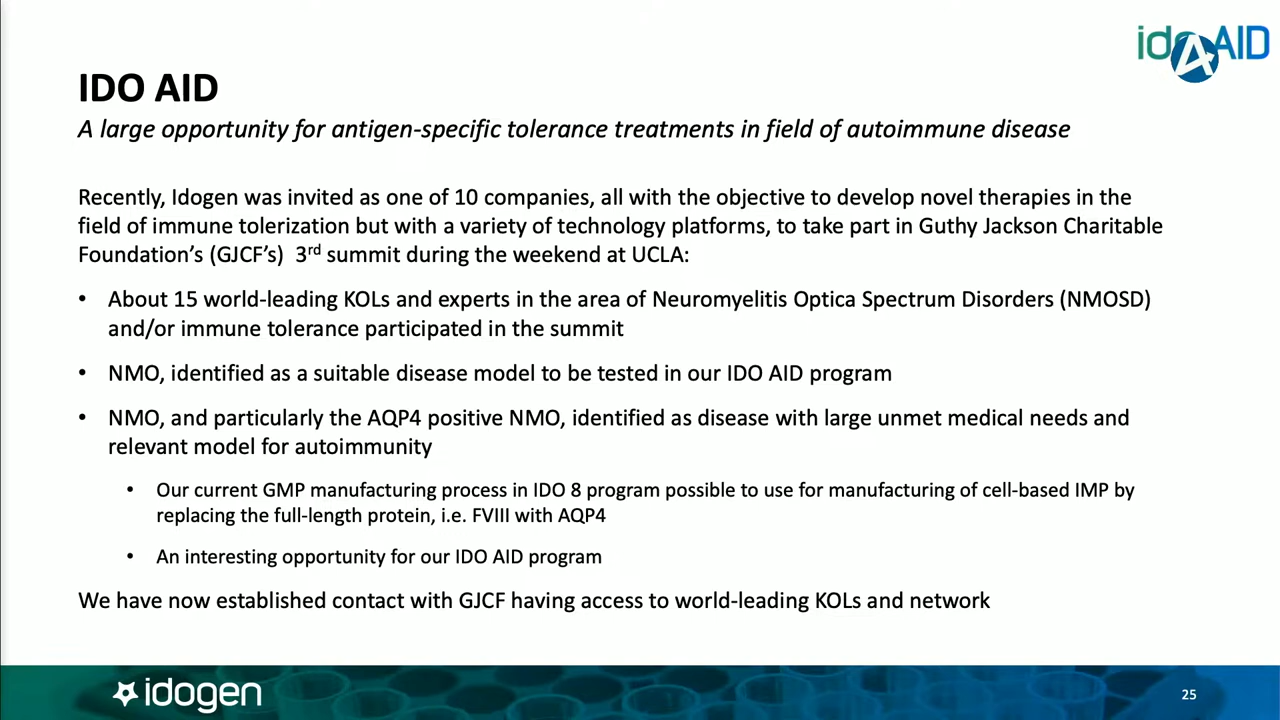 idoAID
A
IDO AID
A large opportunity for antigen-specific tolerance treatments in field of autoimmune disease
Recently, Idogen was invited as one of 10 companies, all with the objective to develop novel therapies in the
field of immune tolerization but with a variety of technology platforms, to take part in Guthy Jackson Charitable
Foundation’s (GJCF’s) 3rd summit during the weekend at UCLA:
• About 15 world-leading KOLs and experts in the area of Neuromyelitis Optica Spectrum Disorders (NMOSD)
and/or immune tolerance participated in the summit
• NMO, identified as a suitable disease model to be tested in our IDO AID program
• NMO, and particularly the AQP4 positive NMO, identified as disease with large unmet medical needs and
relevant model for autoimmunity
• Our current GMP manufacturing process in IDO 8 program possible to use for manufacturing of cell-based IMP by
replacing the full-length protein, i.e. FVIII with AQP4
• An interesting opportunity for our IDO AID program
We have now established contact with GJCF having access to world-leading KOLs and network
idogen
25